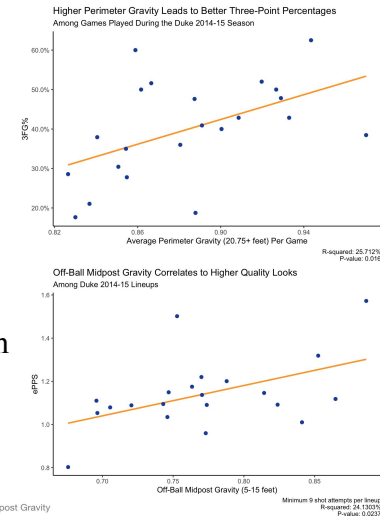 Higher Perimeter Gravity Leads to Better Three-Point Percentages
Among Games Played During the Duke 2014-15 Season
60.0%
50.0%
40.0%
30.0%
20.0%
3FG%
0.82 0.86 0.90 0.94
Average Perimeter Gravity (20.75+ feet) Per Game
R-squared: 25.712%
P-value: 0.016
Off-Ball Midpost Gravity Correlates to Higher Quality Looks
Among Duke 2014-15 Lineups
1.6
1.4
1.2
1.0
0.8
ePPS
0.70 0.75 0.80 0.85
Off-Ball Midpost Gravity (5-15 feet)
Minimum 9 shot attempts per lineup
R-squared: 24.1303%
P-value: 0.0237
post Gravity